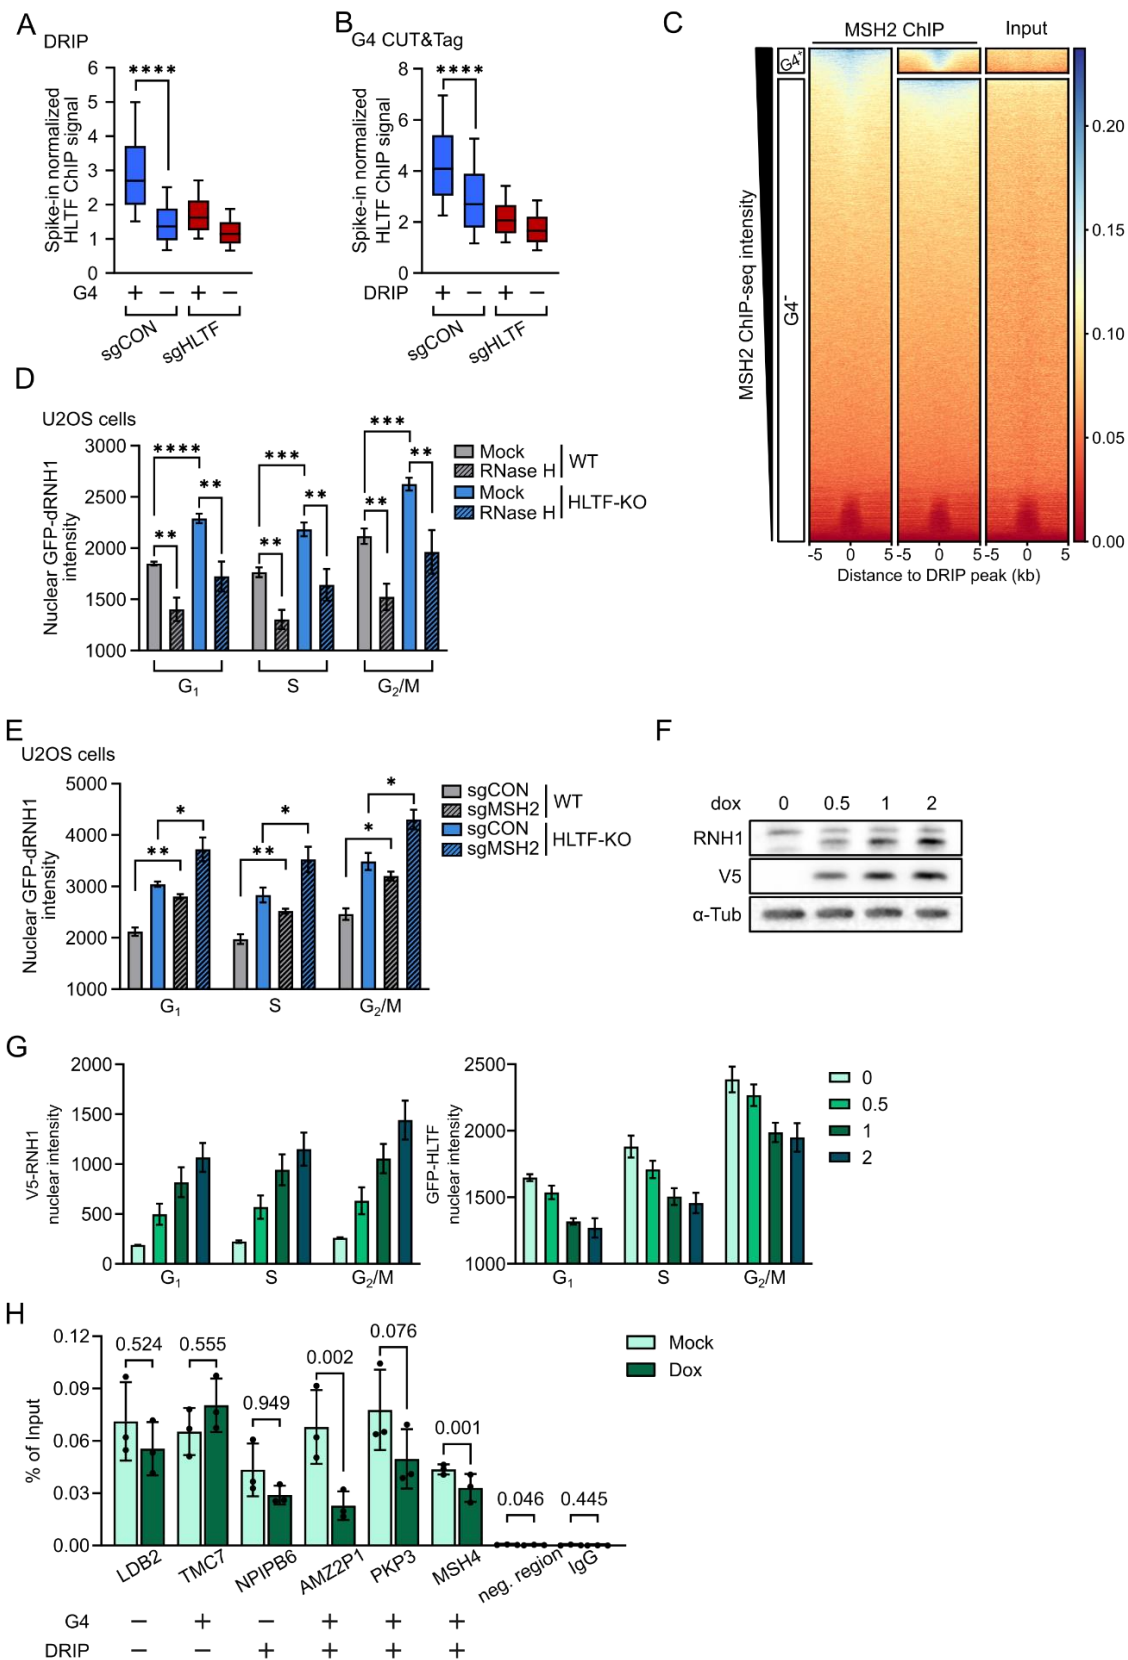 A
DRIP
****
6
5
4
3
2
1
0
Spike-in normalized
HLTF ChIP signal
G4 + − + −
sgCON
sgHLTF
B
G4 CUT&Tag
****
8
6
4
2
0
Spike-in normalized
HLTF ChIP signal
DRIP + − + −
sgCON
sgHLTF
C
MSH2 ChIP
Input
G4⁺
G4⁻
MSH2 ChIP-seq intensity
0.20
0.15
0.10
0.05
0.00
-5 0 5 -5 0 5 -5 0 5
Distance to DRIP peak (kb)
D
U2OS cells
3000
2500
2000
1500
1000
Nuclear GFP-dRNH1
intensity
**** ** **
*** ** **
*** ** **
G₁ S G₂/M
Mock
RNase H
WT
Mock
RNase H
HLTF-KO
E
U2OS cells
5000
4000
3000
2000
1000
Nuclear GFP-dRNH1
intensity
** *
** *
* *
G₁ S G₂/M
sgCON
sgMSH2
WT
sgCON
sgMSH2
HLTF-KO
F
dox 0 0.5 1 2
RNH1
V5
α-Tub
G
2000
1500
1000
500
0
V5-RNH1
nuclear intensity
G₁ S G₂/M
2500
2000
1500
1000
GFP-HLTF
nuclear intensity
G₁ S G₂/M
0
0.5
1
2
H
0.12
0.09
0.06
0.03
0.00
% of Input
0.524 0.555 0.949 0.002 0.076 0.001 0.046 0.445
Mock
Dox
LDB2 TMC7 NPIPB6 AMZ2P1 PKP3 MSH4 neg. region IgG
G4 − + − + + +
DRIP − − + + + +